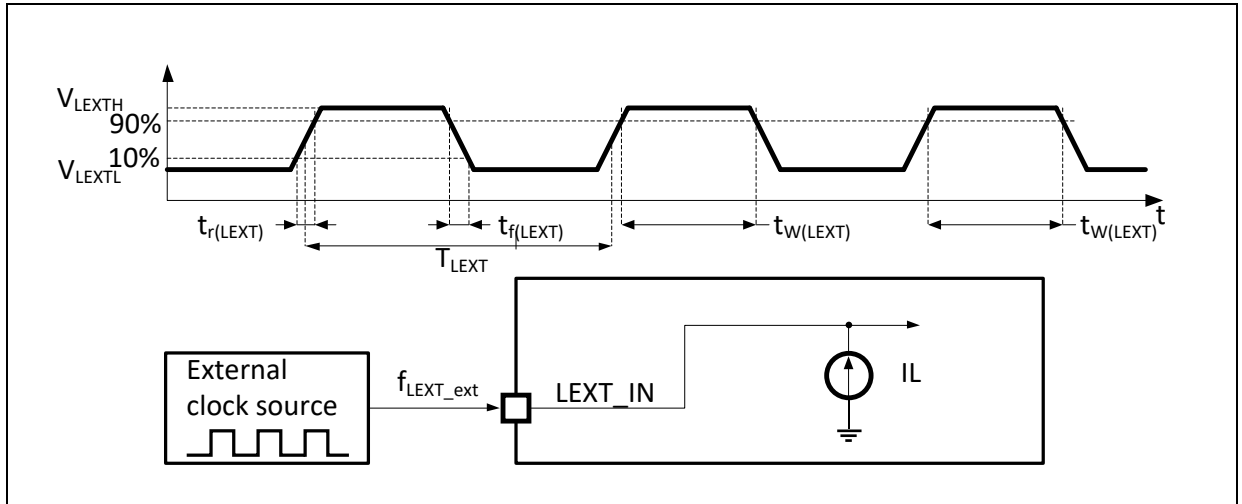 V_LEXTH
90%
10%
V_LEXTL
t_r(LEXT)
t_f(LEXT)
t_W(LEXT)
t_W(LEXT)
t
T_LEXT
External
clock source
f_LEXT_ext
LEXT_IN
IL